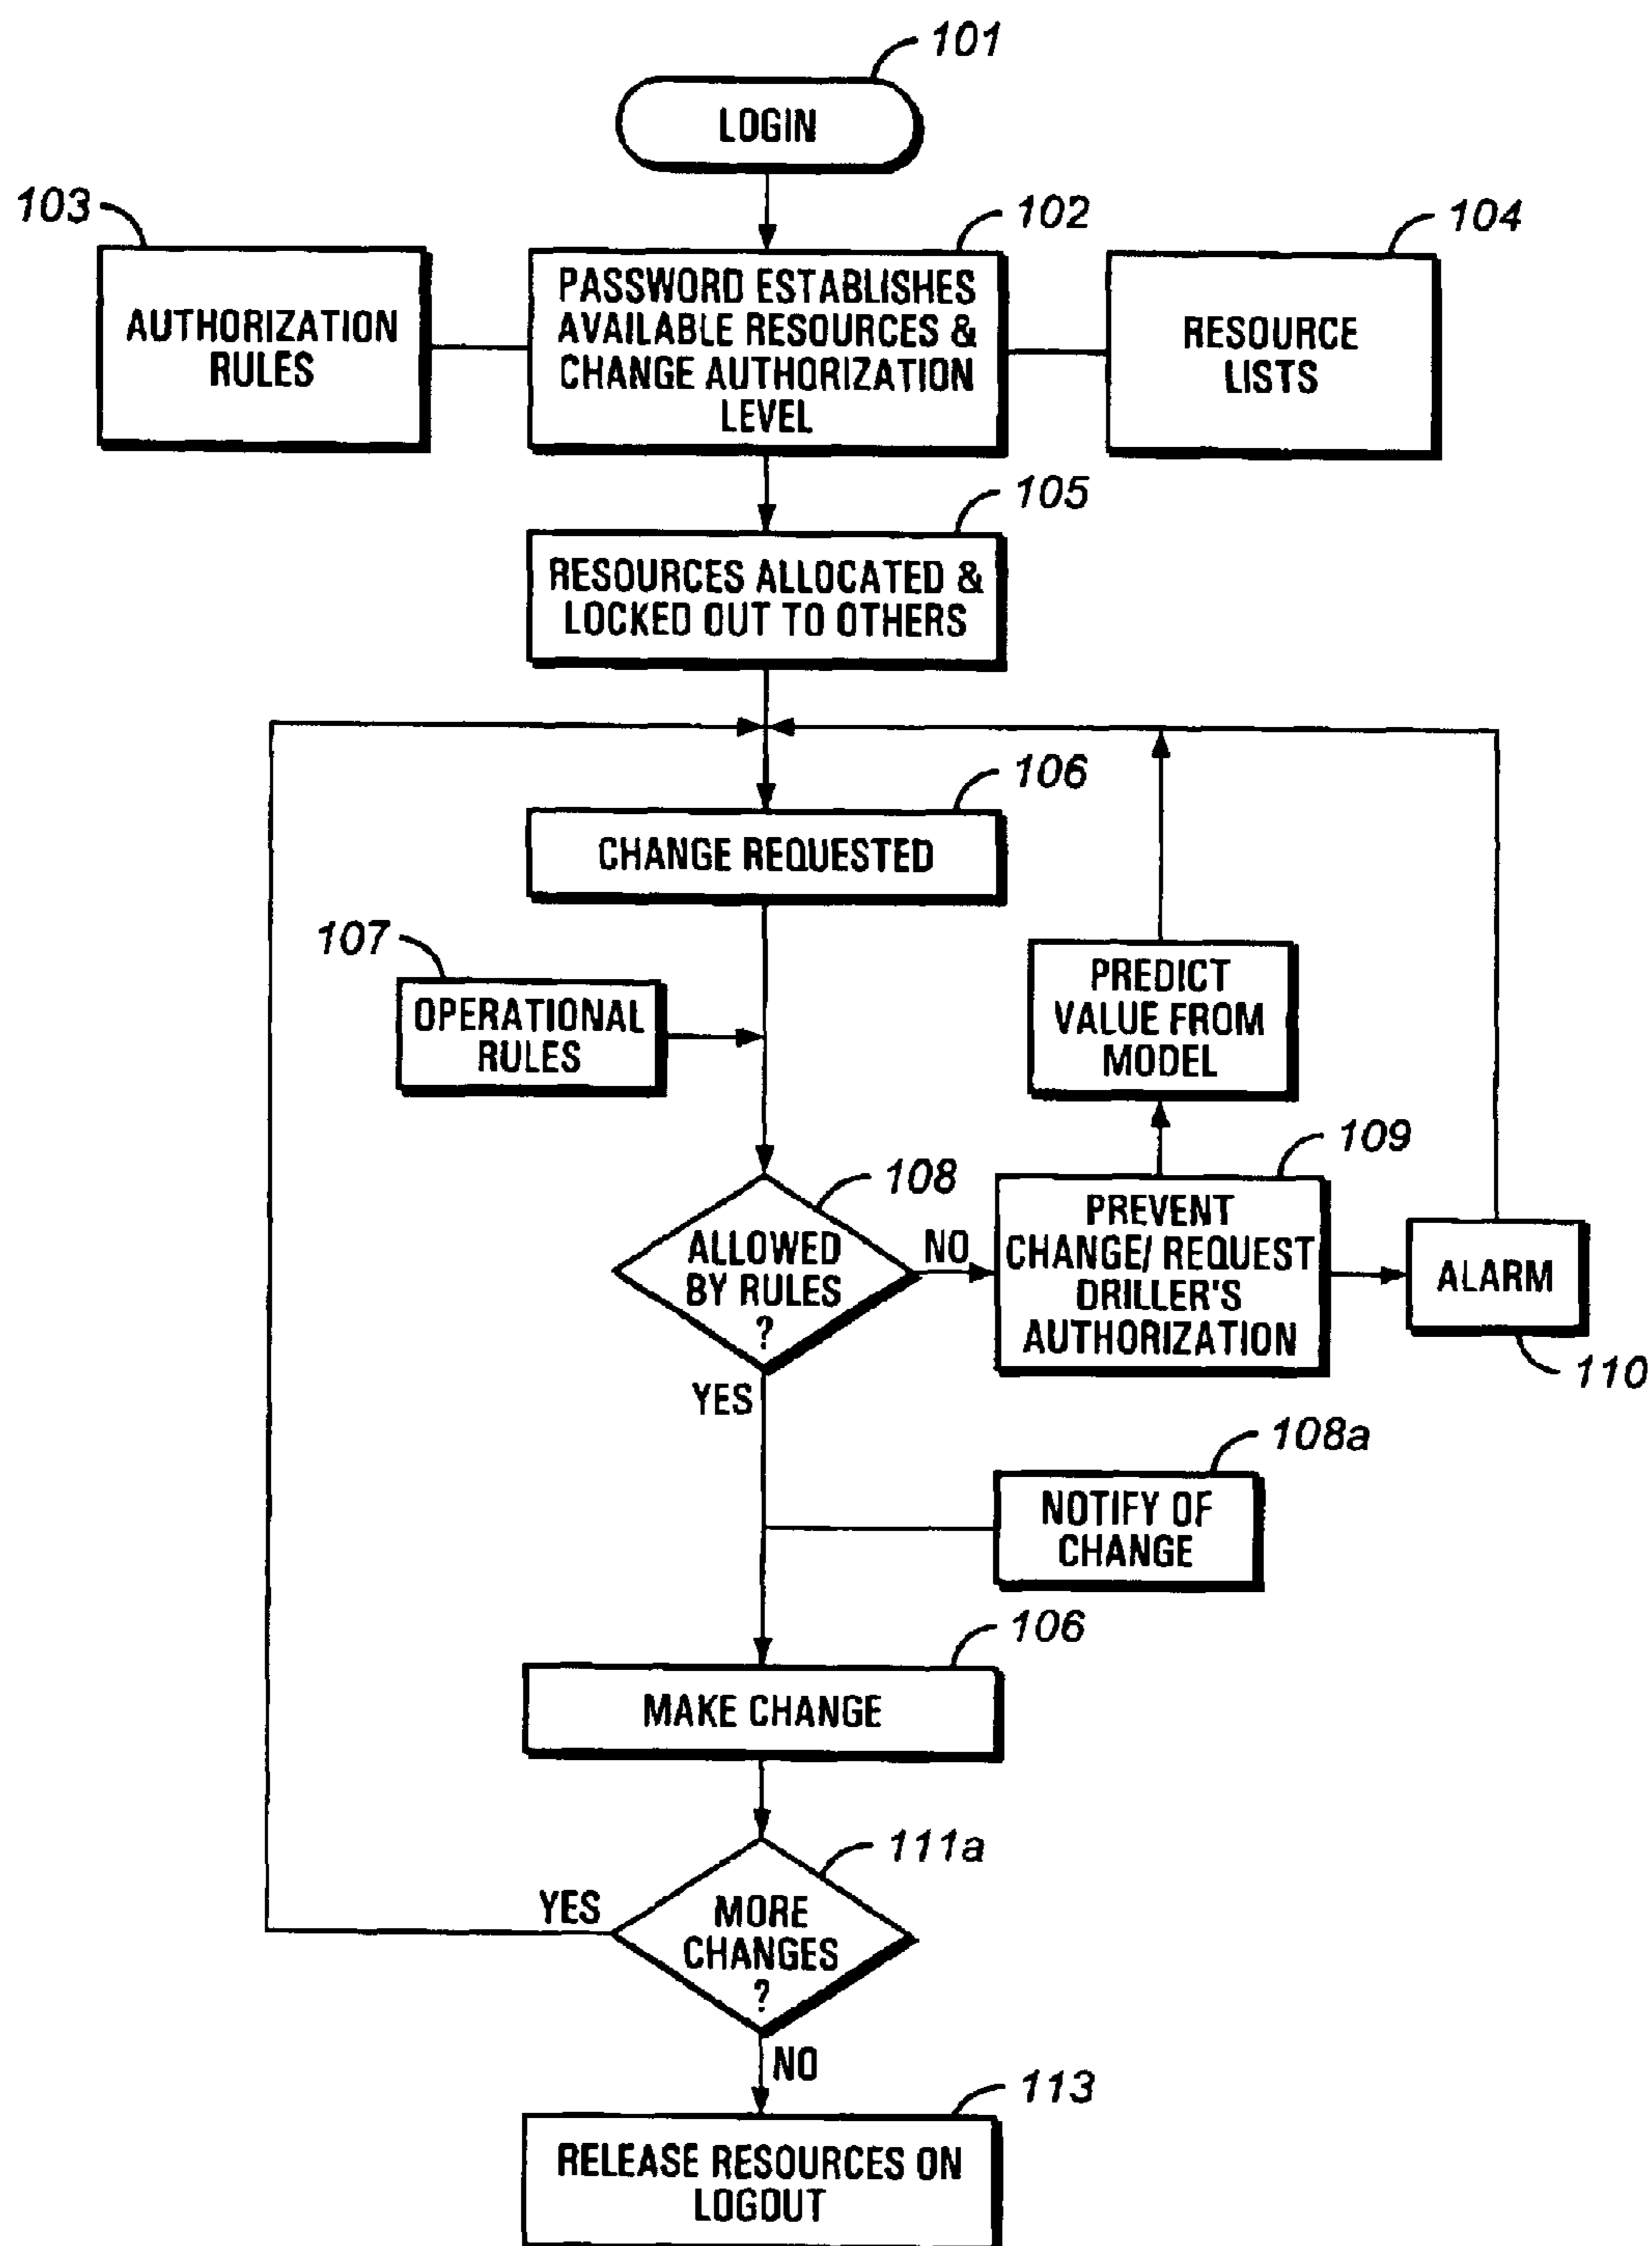 101
LOGIN
103
102
104
AUTHORIZATION
RULES
PASSWORD ESTABLISHES
AVAILABLE RESOURCES &
CHANGE AUTHORIZATION
LEVEL
RESOURCE
LISTS
105
RESOURCES ALLOCATED &
LOCKED OUT TO OTHERS
106
CHANGE REQUESTED
107
OPERATIONAL
RULES
PREDICT
VALUE FROM
MODEL
108
ALLOWED
BY RULES
?
NO
109
PREVENT
CHANGE/ REQUEST
DRILLER'S
AUTHORIZATION
ALARM
110
YES
108a
NOTIFY OF
CHANGE
106
MAKE CHANGE
111a
MORE
CHANGES
?
YES
NO
113
RELEASE RESOURCES ON
LOGOUT